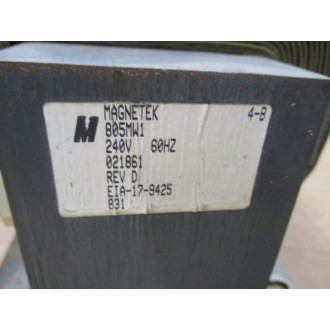 MAGNETEK 4-B
805MW1
240V 60HZ
021861
REV D
EIA-17-9425
831